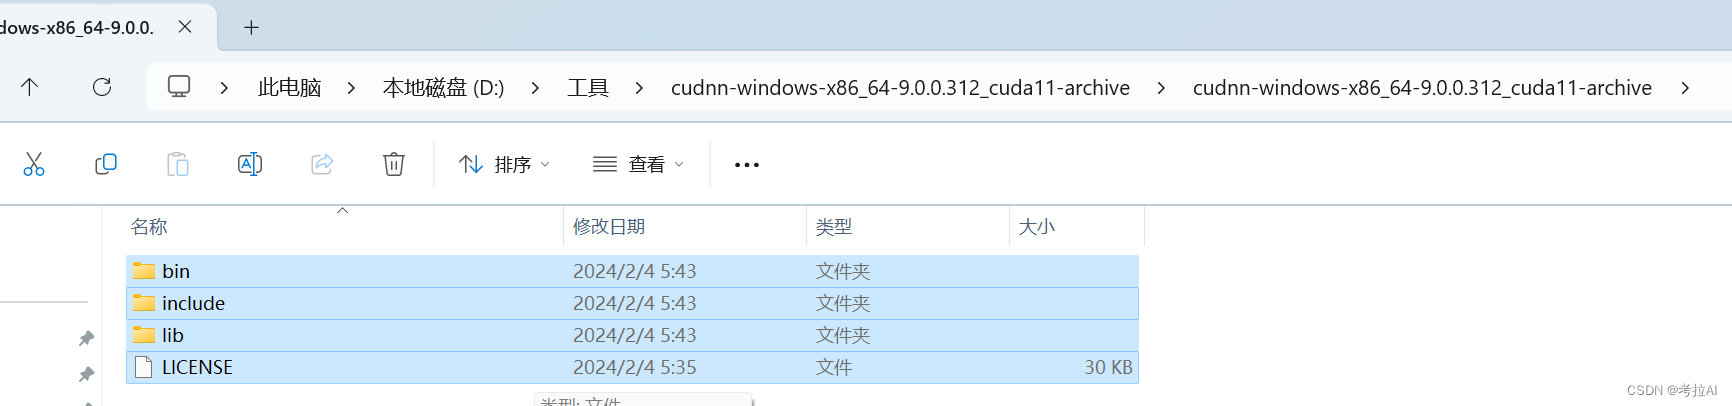 dows-x86_64-9.0.0.
此电脑 本地磁盘 (D:) 工具 cudnn-windows-x86_64-9.0.0.312_cuda11-archive cudnn-windows-x86_64-9.0.0.312_cuda11-archive
排序 查看
名称 修改日期 类型 大小
bin 2024/2/4 5:43 文件夹
include 2024/2/4 5:43 文件夹
lib 2024/2/4 5:43 文件夹
LICENSE 2024/2/4 5:35 文件 30 KB
类型: 文件
CSDN @考拉AI